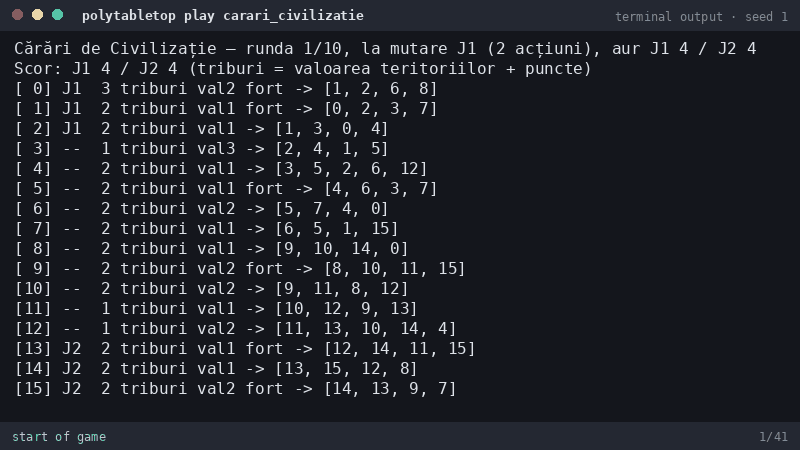 polytabletop play carari_civilizatie
terminal output · seed 1
Cărări de Civilizație — runda 1/10, la mutare J1 (2 acțiuni), aur J1 4 / J2 4
Scor: J1 4 / J2 4 (triburi = valoarea teritoriilor + puncte)
[ 0] J1  3 triburi val2 fort -> [1, 2, 6, 8]
[ 1] J1  2 triburi val1 fort -> [0, 2, 3, 7]
[ 2] J1  2 triburi val1 -> [1, 3, 0, 4]
[ 3] --  1 triburi val3 -> [2, 4, 1, 5]
[ 4] --  2 triburi val1 -> [3, 5, 2, 6, 12]
[ 5] --  2 triburi val1 fort -> [4, 6, 3, 7]
[ 6] --  2 triburi val2 -> [5, 7, 4, 0]
[ 7] --  2 triburi val1 -> [6, 5, 1, 15]
[ 8] --  2 triburi val1 -> [9, 10, 14, 0]
[ 9] --  2 triburi val2 fort -> [8, 10, 11, 15]
[10] --  2 triburi val2 -> [9, 11, 8, 12]
[11] --  1 triburi val1 -> [10, 12, 9, 13]
[12] --  1 triburi val2 -> [11, 13, 10, 14, 4]
[13] J2  2 triburi val1 fort -> [12, 14, 11, 15]
[14] J2  2 triburi val1 -> [13, 15, 12, 8]
[15] J2  2 triburi val2 fort -> [14, 13, 9, 7]
start of game
1/41